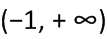 (−1, + ∞)